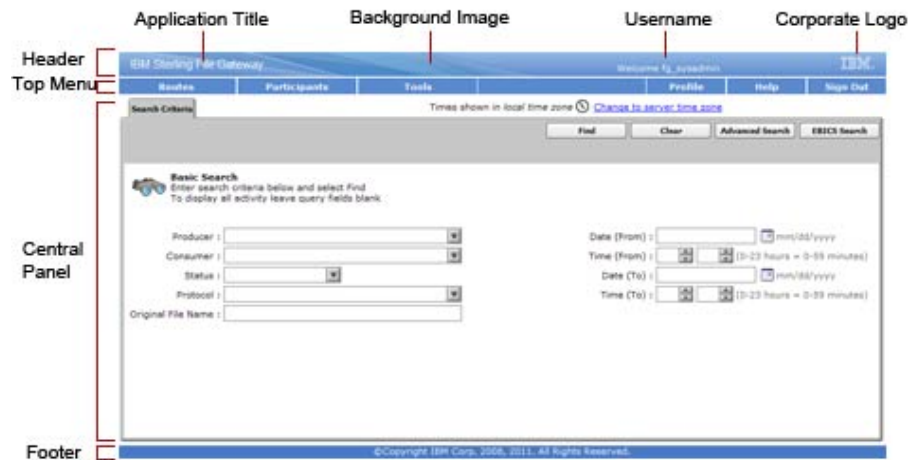 Application Title Background Image Username Corporate Logo
Header
IBM Sterling File Gateway Welcome fg_sysadmin IBM.
Top Menu
Routes Participants Tools Profile Help Sign Out
Search Criteria Times shown in local time zone Change to server time zone
Find Clear Advanced Search EBICS Search
Basic Search
Enter search criteria below and select Find
To display all activity leave query fields blank
Central Panel
Producer : Date (From) : mm/dd/yyyy
Consumer : Time (From) : (0-23 hours = 0-59 minutes)
Status : Date (To) : mm/dd/yyyy
Protocol : Time (To) : (0-23 hours = 0-59 minutes)
Original File Name :
Footer
©Copyright IBM Corp. 2008, 2011. All Rights Reserved.